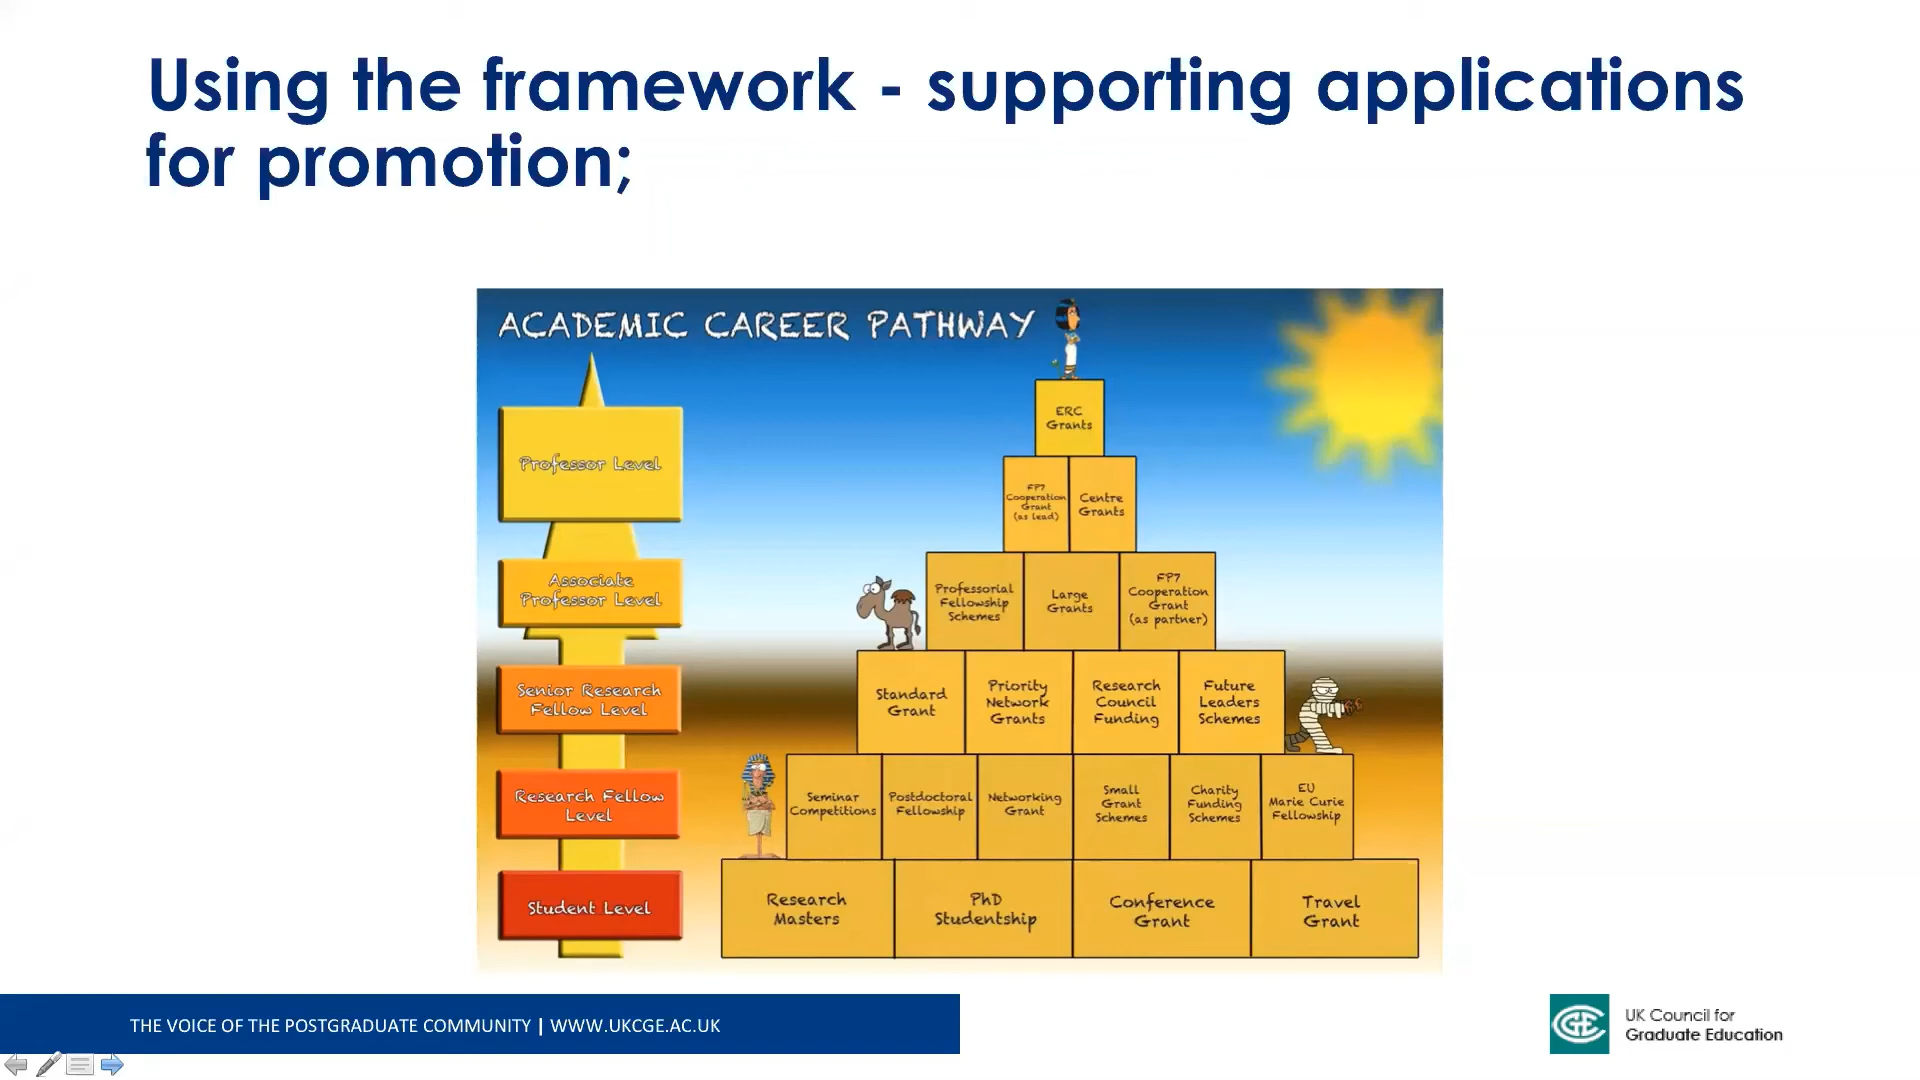 Using the framework - supporting applications
for promotion;
ACADEMIC CAREER PATHWAY
Professor Level
Associate
Professor Level
Senior Research
Fellow Level
Research Fellow
Level
Student Level
ERC
Grants
FP7
Cooperation
Grant
(as lead)
Centre
Grants
Professorial
Fellowship
Schemes
Large
Grants
FP7
Cooperation
Grant
(as partner)
Standard
Grant
Priority
Network
Grants
Research
Council
Funding
Future
Leaders
Schemes
Seminar
Competitions
Postdoctoral
Fellowship
Networking
Grant
Small
Grant
Schemes
Charity
Funding
Schemes
EU
Marie Curie
Fellowship
Research
Masters
PhD
Studentship
Conference
Grant
Travel
Grant
THE VOICE OF THE POSTGRADUATE COMMUNITY | WWW.UKCGE.AC.UK
CGE
UK Council for
Graduate Education